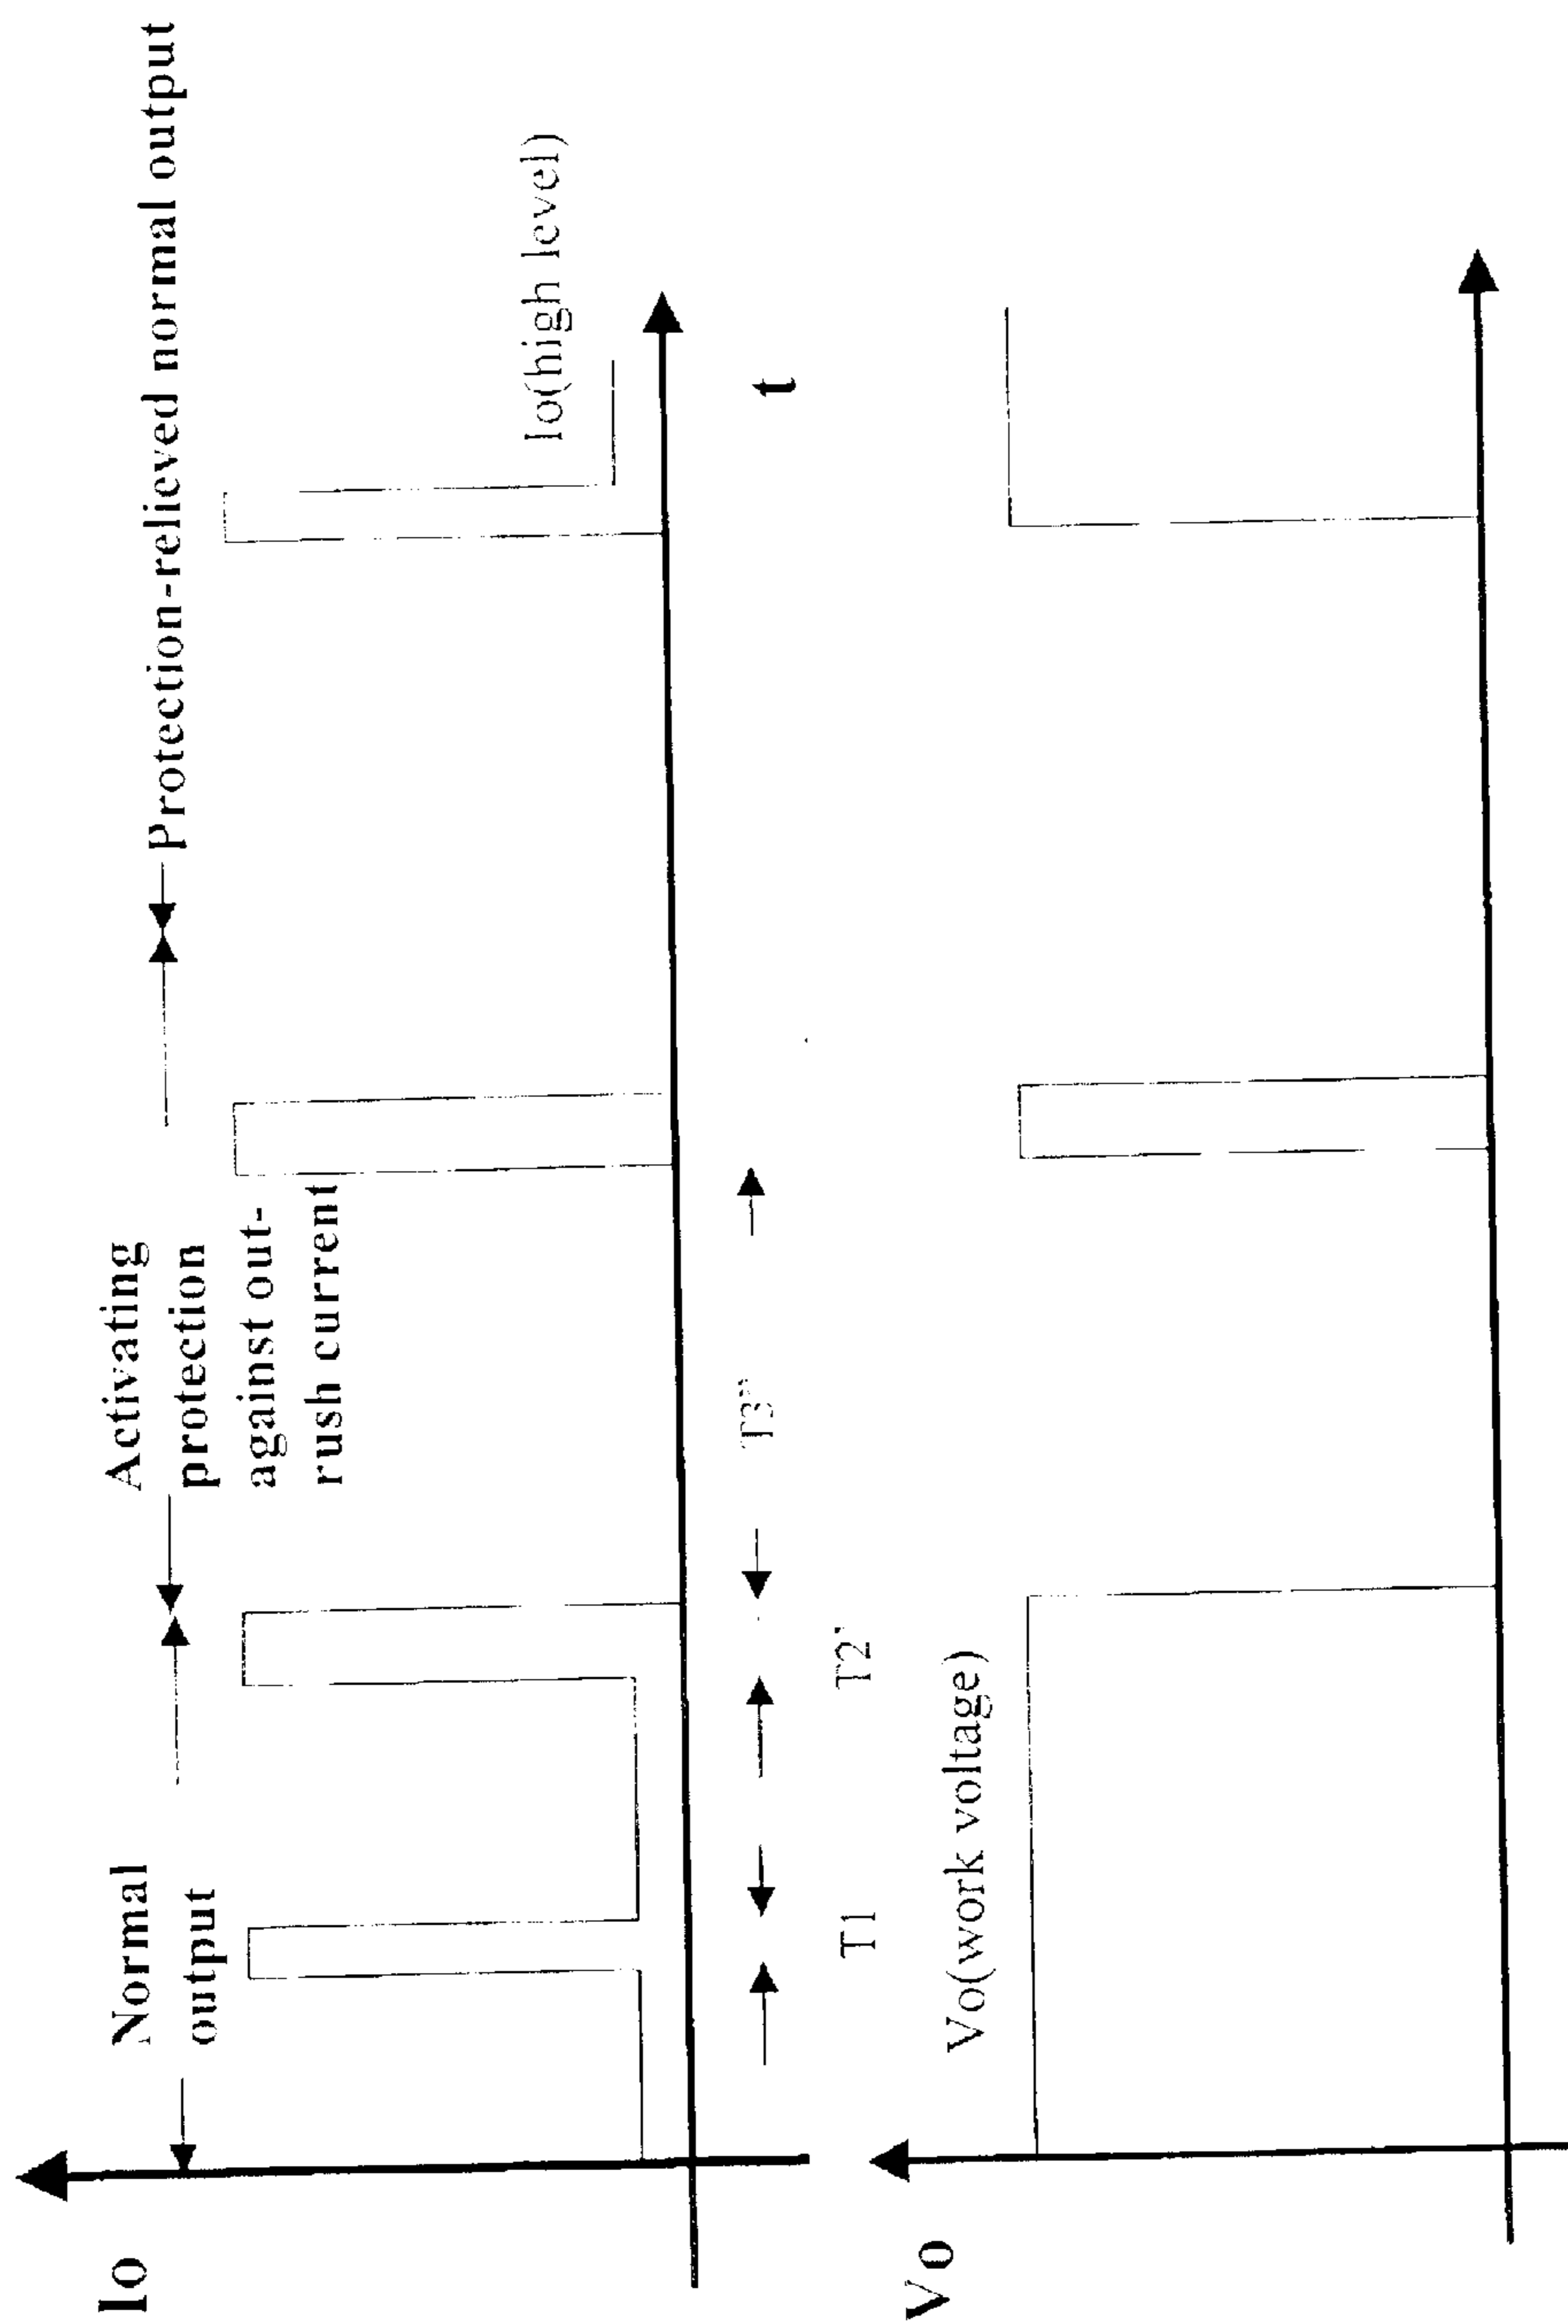 Io
Normal
output
Activating
protection
against out-
rush current
Protection-relieved normal output
Io(high level)
t
T1
T2'
T3"
Vo
Vo(work voltage)